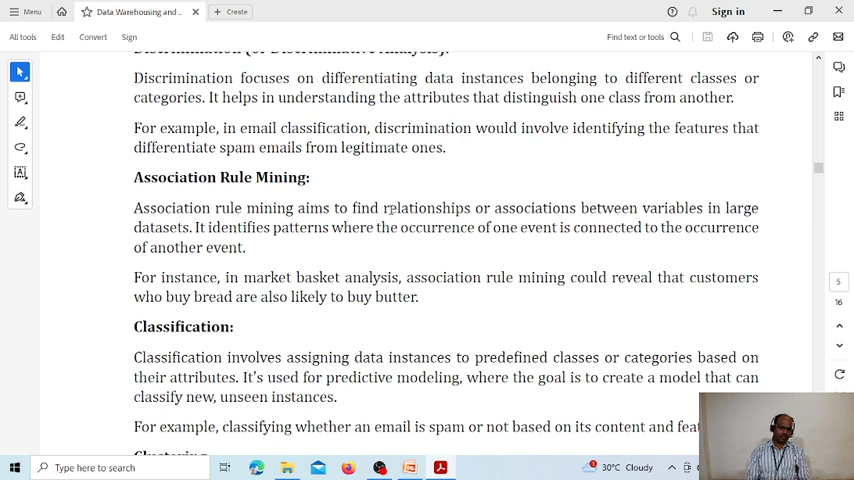 Menu
Data Warehousing and ...
Create
Sign in
All tools Edit Convert Sign
Find text or tools
Discrimination (or Discriminative Analysis):
Discrimination focuses on differentiating data instances belonging to different classes or
categories. It helps in understanding the attributes that distinguish one class from another.
For example, in email classification, discrimination would involve identifying the features that
differentiate spam emails from legitimate ones.
Association Rule Mining:
Association rule mining aims to find relationships or associations between variables in large
datasets. It identifies patterns where the occurrence of one event is connected to the occurrence
of another event.
For instance, in market basket analysis, association rule mining could reveal that customers
who buy bread are also likely to buy butter.
Classification:
Classification involves assigning data instances to predefined classes or categories based on
their attributes. It's used for predictive modeling, where the goal is to create a model that can
classify new, unseen instances.
For example, classifying whether an email is spam or not based on its content and
5
16
Type here to search
30°C Cloudy